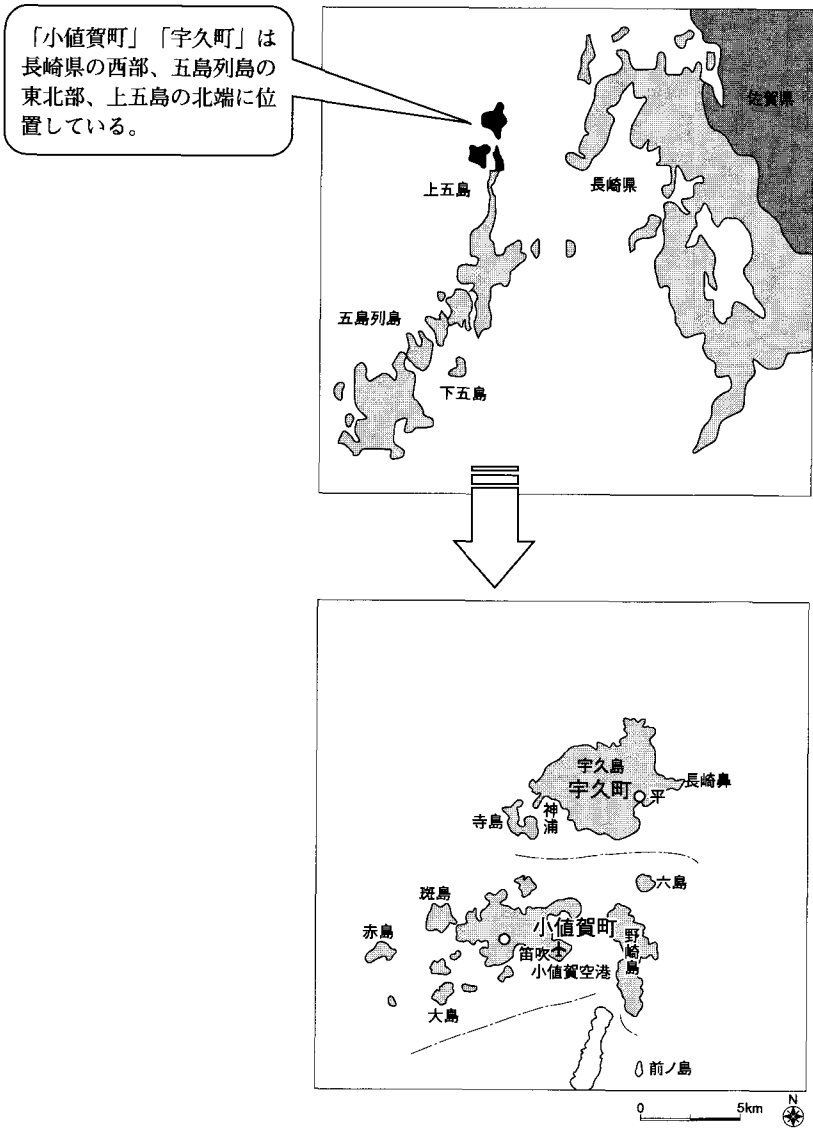 「小値賀町」「宇久町」は
長崎県の西部、五島列島の
東北部、上五島の北端に位
置している。
佐賀県
長崎県
上五島
五島列島
下五島
宇久島
宇久町
平
長崎鼻
神浦
寺島
六島
斑島
小値賀町
赤島
笛吹
野崎島
小値賀空港
大島
前ノ島
0 5km
N